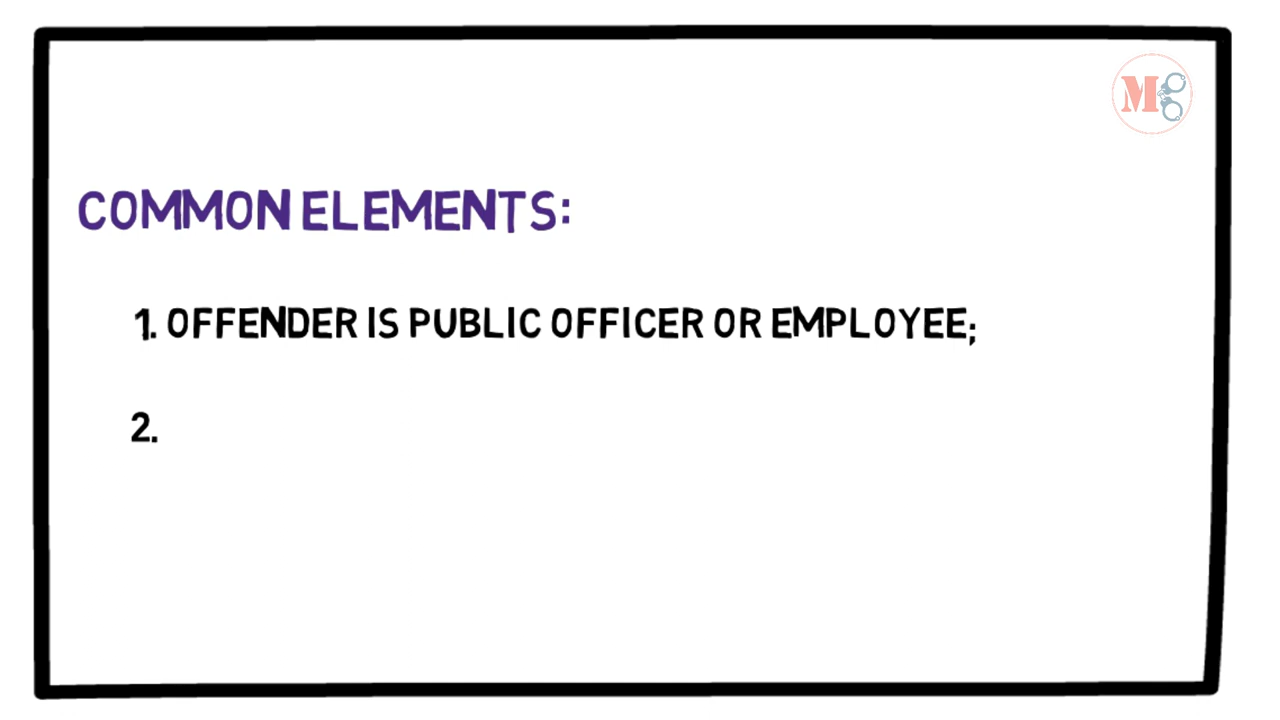 M
COMMON ELEMENTS:
1. OFFENDER IS PUBLIC OFFICER OR EMPLOYEE;
2.